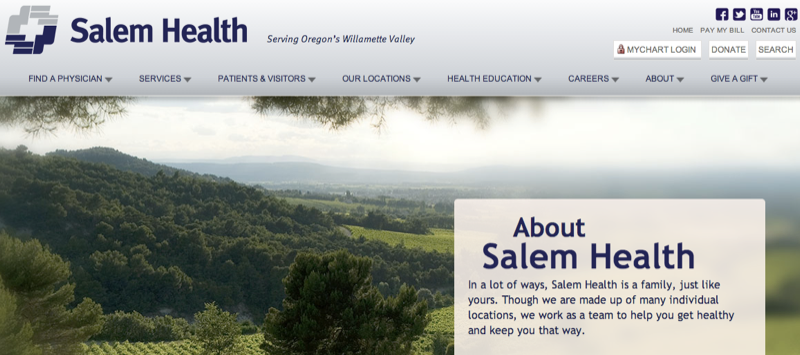 Salem Health
Serving Oregon's Willamette Valley
HOME PAY MY BILL CONTACT US
MYCHART LOGIN DONATE SEARCH
FIND A PHYSICIAN SERVICES PATIENTS & VISITORS OUR LOCATIONS HEALTH EDUCATION CAREERS ABOUT GIVE A GIFT
About
Salem Health
In a lot of ways, Salem Health is a family, just like
yours. Though we are made up of many individual
locations, we work as a team to help you get healthy
and keep you that way.